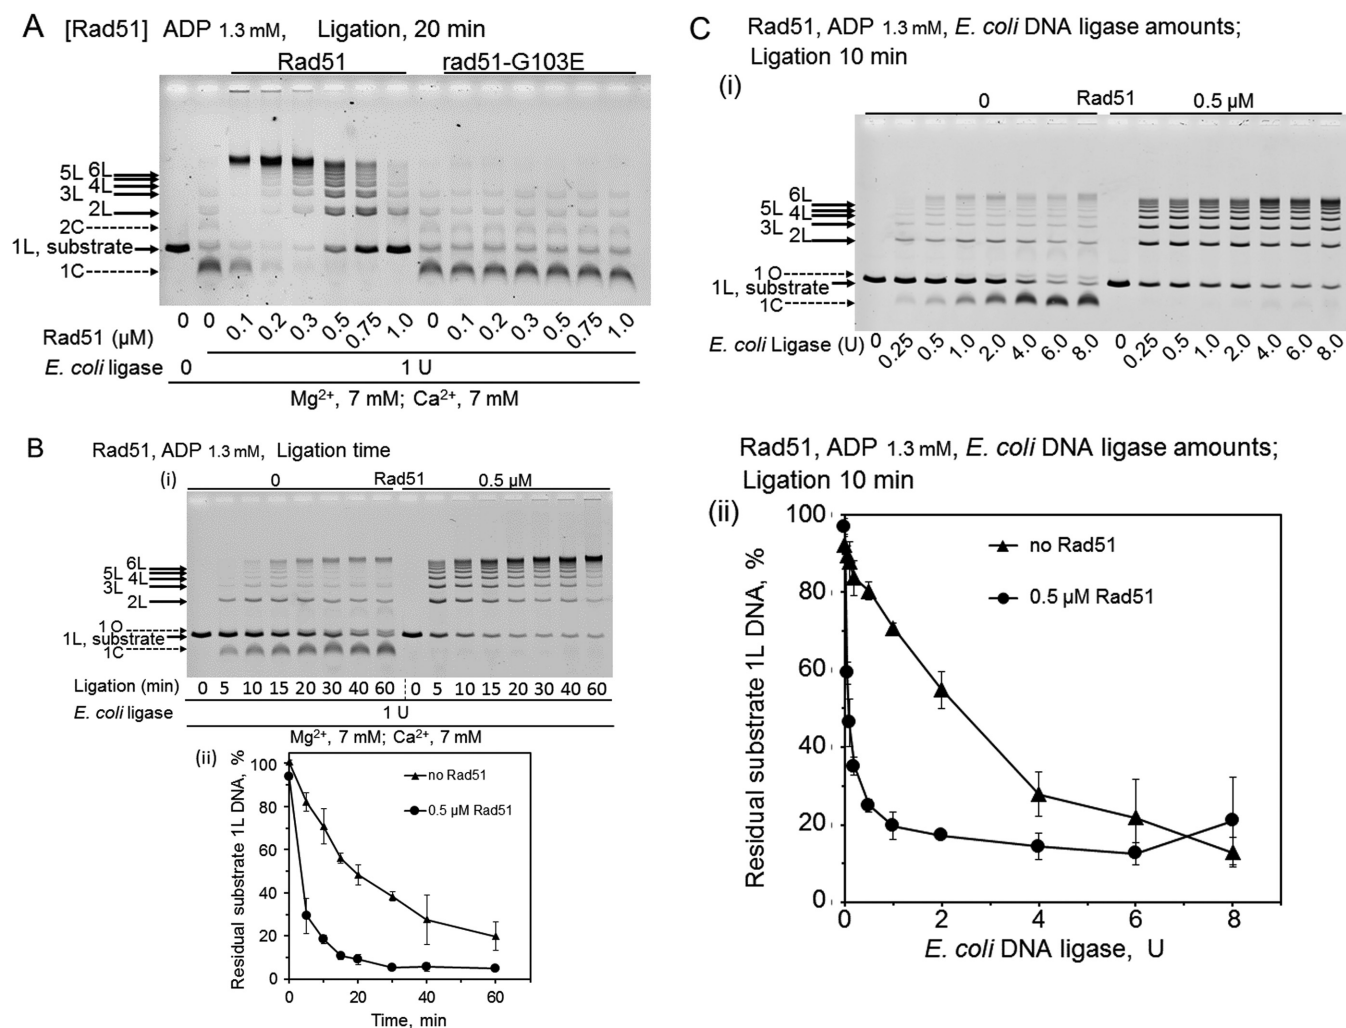 A
[Rad51] ADP 1.3 mM, Ligation, 20 min
Rad51 rad51-G103E
5L 6L
4L
3L
2L
2C
1L, substrate
1C
Rad51 (µM) 0 0 0.1 0.2 0.3 0.5 0.75 1.0 0 0.1 0.2 0.3 0.5 0.75 1.0
E. coli ligase 0 1 U
Mg2+, 7 mM; Ca2+, 7 mM
B
Rad51, ADP 1.3 mM, Ligation time
(i)
0 Rad51 0.5 µM
6L
5L
4L
3L
2L
1 O
1L, substrate
1C
Ligation (min) 0 5 10 15 20 30 40 60 0 5 10 15 20 30 40 60
E. coli ligase 1 U
Mg2+, 7 mM; Ca2+, 7 mM
(ii)
Residual substrate 1L DNA, %
100
80
60
40
20
0
no Rad51
0.5 µM Rad51
0 20 40 60
Time, min
C
Rad51, ADP 1.3 mM, E. coli DNA ligase amounts;
Ligation 10 min
(i)
0 Rad51 0.5 µM
6L
5L
4L
3L
2L
1 O
1L, substrate
1C
E. coli Ligase (U) 0 0.25 0.5 1.0 2.0 4.0 6.0 8.0 0 0.25 0.5 1.0 2.0 4.0 6.0 8.0
Rad51, ADP 1.3 mM, E. coli DNA ligase amounts;
Ligation 10 min
(ii)
Residual substrate 1L DNA, %
100
80
60
40
20
0
no Rad51
0.5 µM Rad51
0 2 4 6 8
E. coli DNA ligase, U